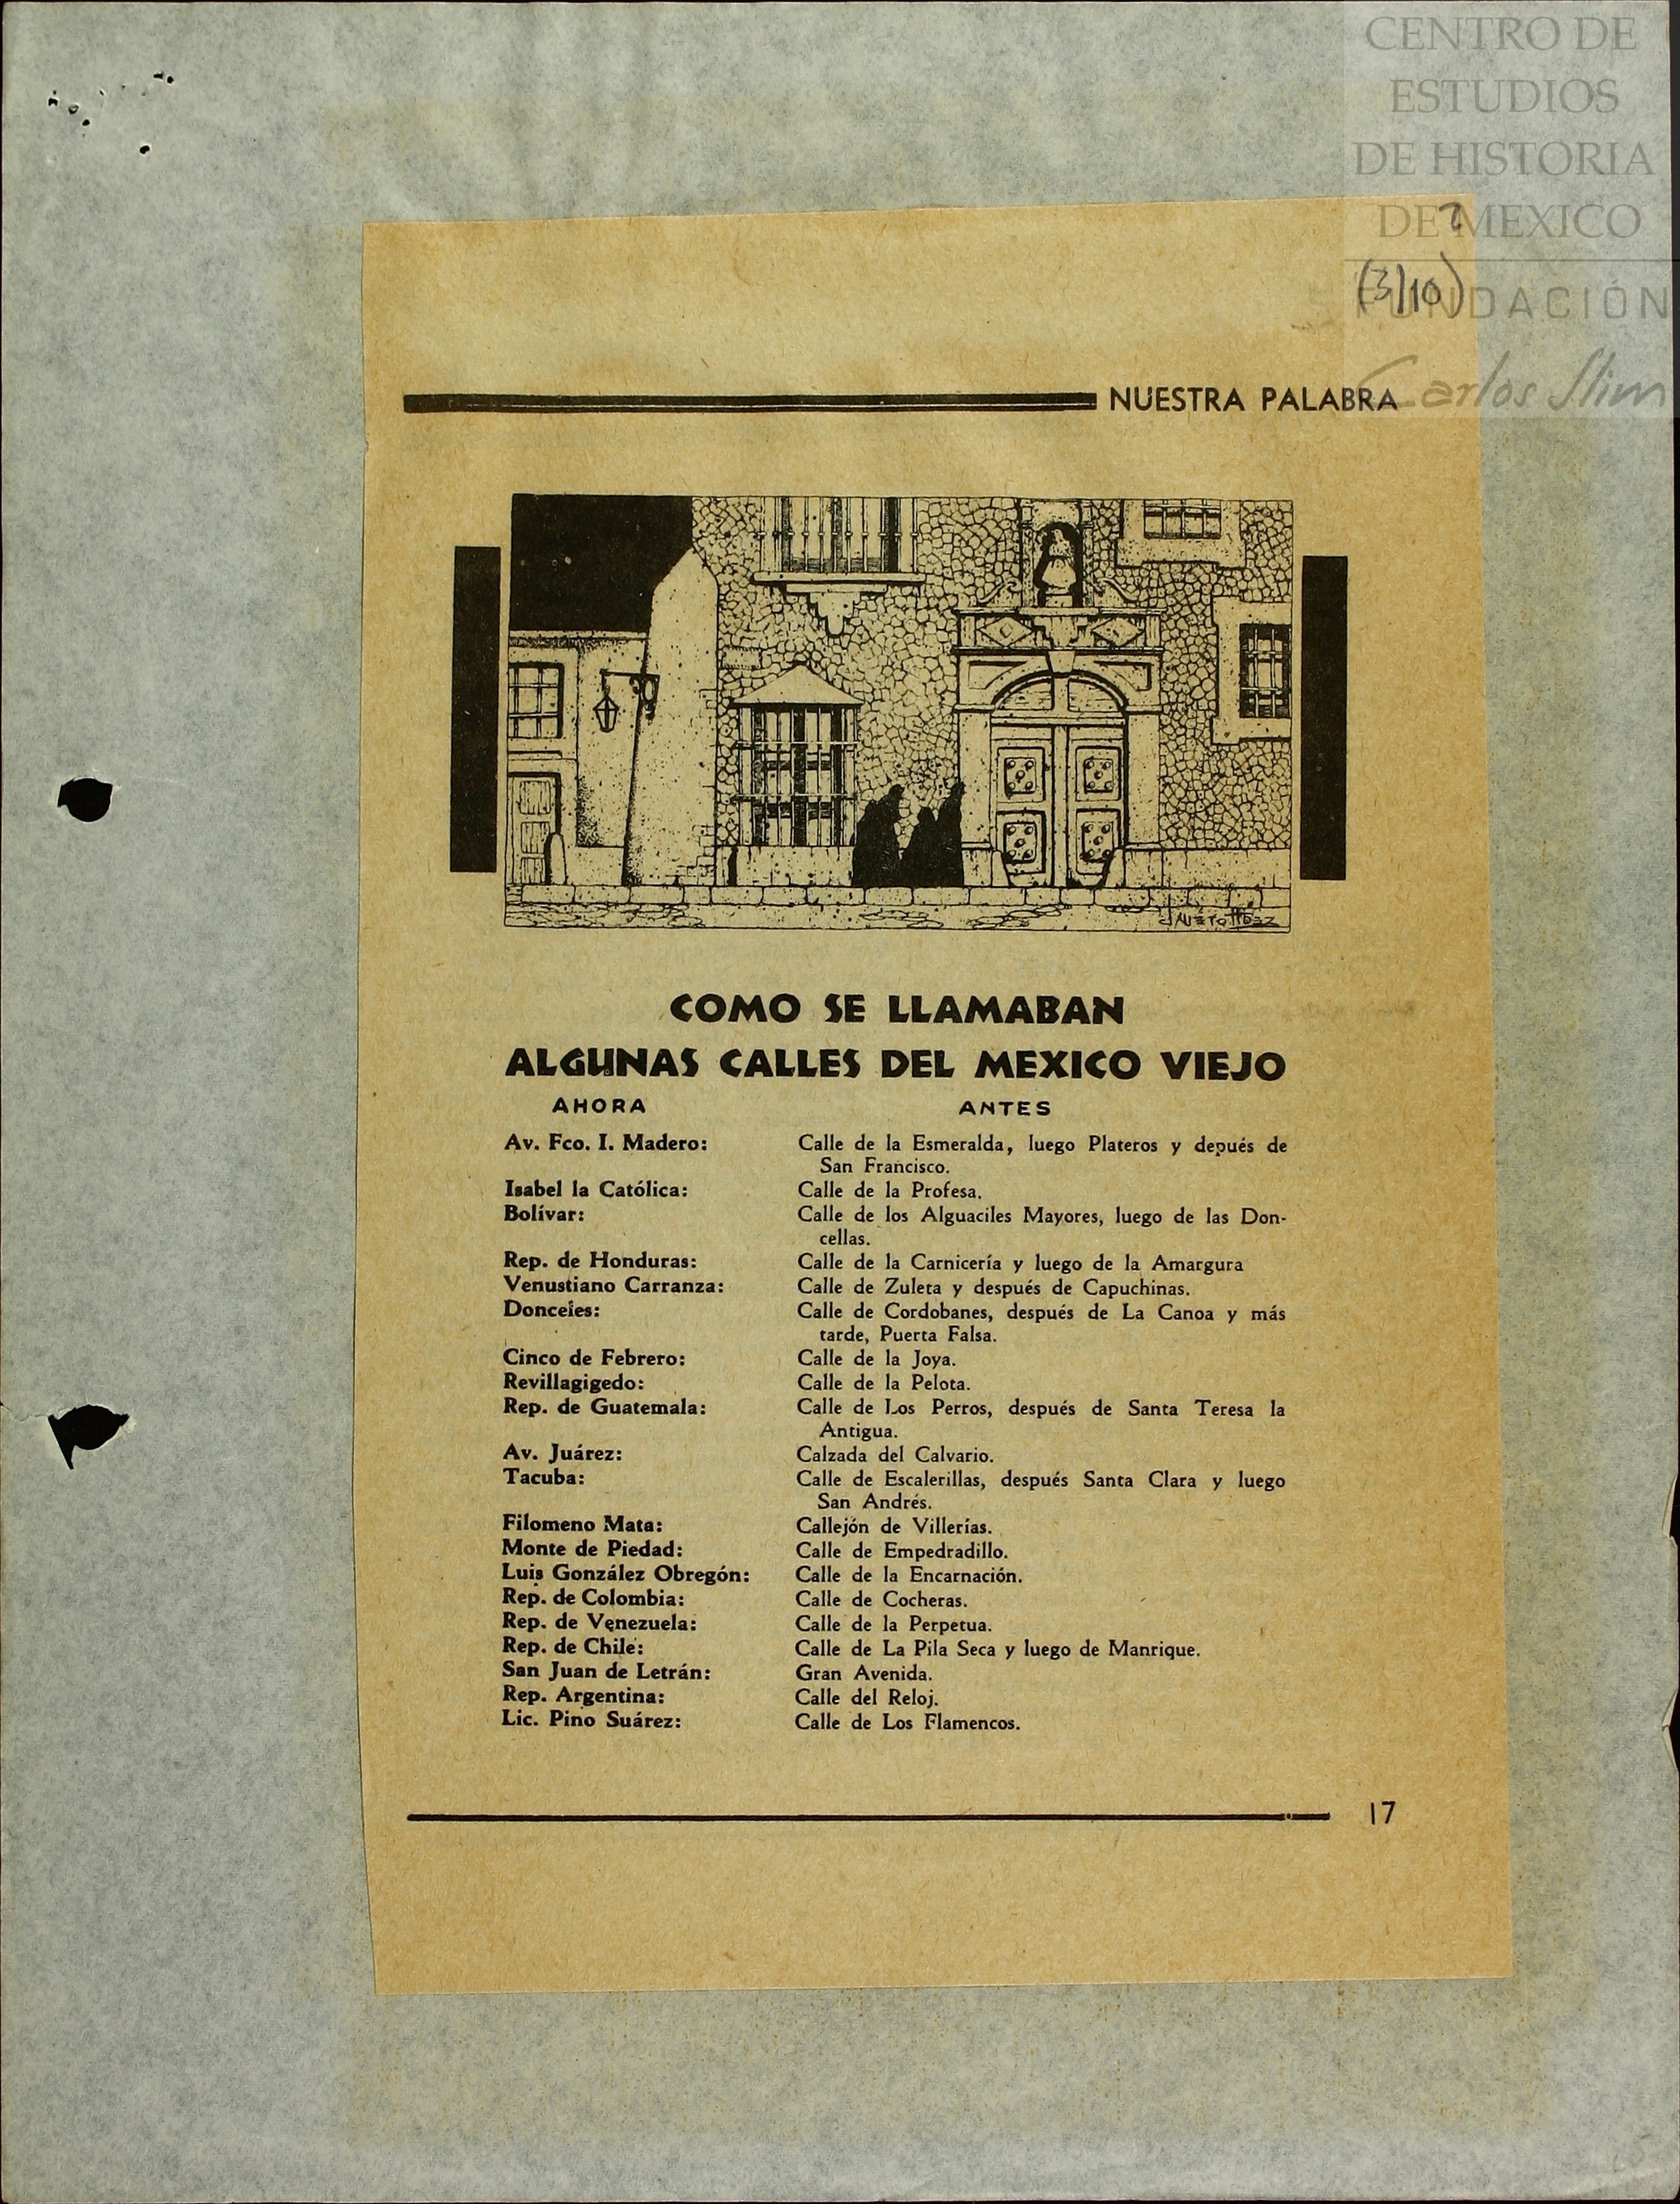 CENTRO DE
ESTUDIOS
DE HISTORIA
DE MEXICO
FUNDACIÓN
Carlos Slim
?
(3/10)
NUESTRA PALABRA
COMO SE LLAMABAN
ALGUNAS CALLES DEL MEXICO VIEJO
AHORA ANTES
Av. Fco. I. Madero: Calle de la Esmeralda, luego Plateros y depués de
San Francisco.
Isabel la Católica: Calle de la Profesa.
Bolívar: Calle de los Alguaciles Mayores, luego de las Don-
cellas.
Rep. de Honduras: Calle de la Carnicería y luego de la Amargura
Venustiano Carranza: Calle de Zuleta y después de Capuchinas.
Donceles: Calle de Cordobanes, después de La Canoa y más
tarde, Puerta Falsa.
Cinco de Febrero: Calle de la Joya.
Revillagigedo: Calle de la Pelota.
Rep. de Guatemala: Calle de Los Perros, después de Santa Teresa la
Antigua.
Av. Juárez: Calzada del Calvario.
Tacuba: Calle de Escalerillas, después Santa Clara y luego
San Andrés.
Filomeno Mata: Callejón de Villerías.
Monte de Piedad: Calle de Empedradillo.
Luis González Obregón: Calle de la Encarnación.
Rep. de Colombia: Calle de Cocheras.
Rep. de Venezuela: Calle de la Perpetua.
Rep. de Chile: Calle de La Pila Seca y luego de Manrique.
San Juan de Letrán: Gran Avenida.
Rep. Argentina: Calle del Reloj.
Lic. Pino Suárez: Calle de Los Flamencos.
17